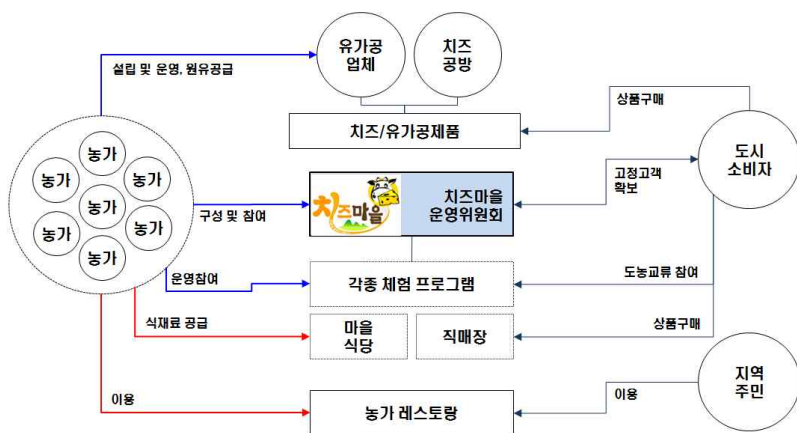 유가공
업체
치즈
공방
설립 및 운영, 원유공급
상품구매
치즈/유가공제품
도시
소비자
농가
농가
농가
농가
농가
농가
농가
치즈마을
치즈마을
운영위원회
고정고객
확보
구성 및 참여
운영참여
각종 체험 프로그램
도농교류 참여
식재료 공급
마을
식당
직매장
상품구매
지역
주민
이용
농가 레스토랑
이용